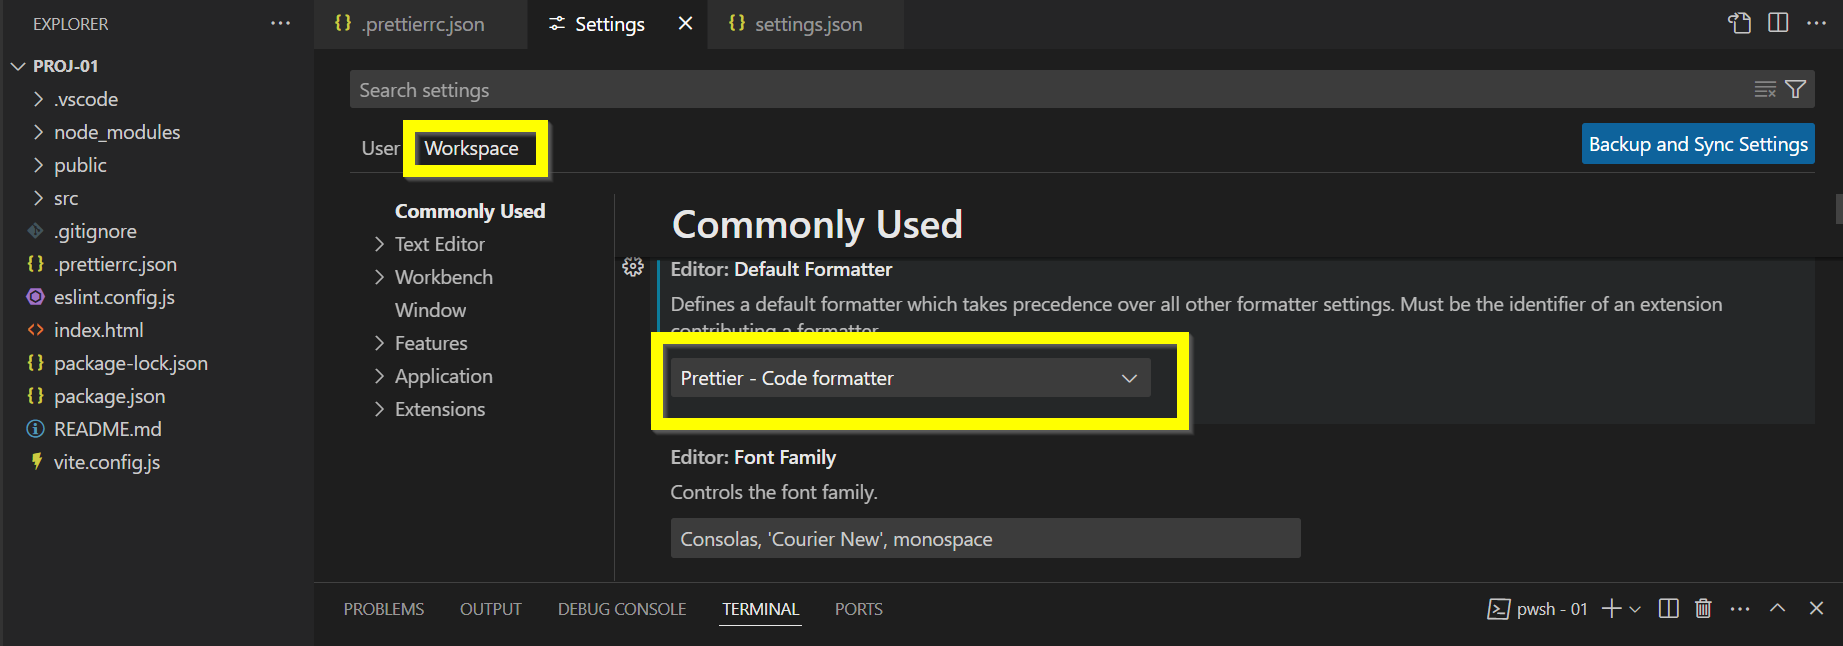 EXPLORER
PROJ-01
.vscode
node_modules
public
src
.gitignore
.prettierrc.json
eslint.config.js
index.html
package-lock.json
package.json
README.md
vite.config.js
.prettierrc.json
Settings
settings.json
Search settings
User
Workspace
Backup and Sync Settings
Commonly Used
Text Editor
Workbench
Window
Features
Application
Extensions
Commonly Used
Editor: Default Formatter
Defines a default formatter which takes precedence over all other formatter settings. Must be the identifier of an extension
contributing a formatter.
Prettier - Code formatter
Editor: Font Family
Controls the font family.
Consolas, 'Courier New', monospace
PROBLEMS
OUTPUT
DEBUG CONSOLE
TERMINAL
PORTS
pwsh - 01